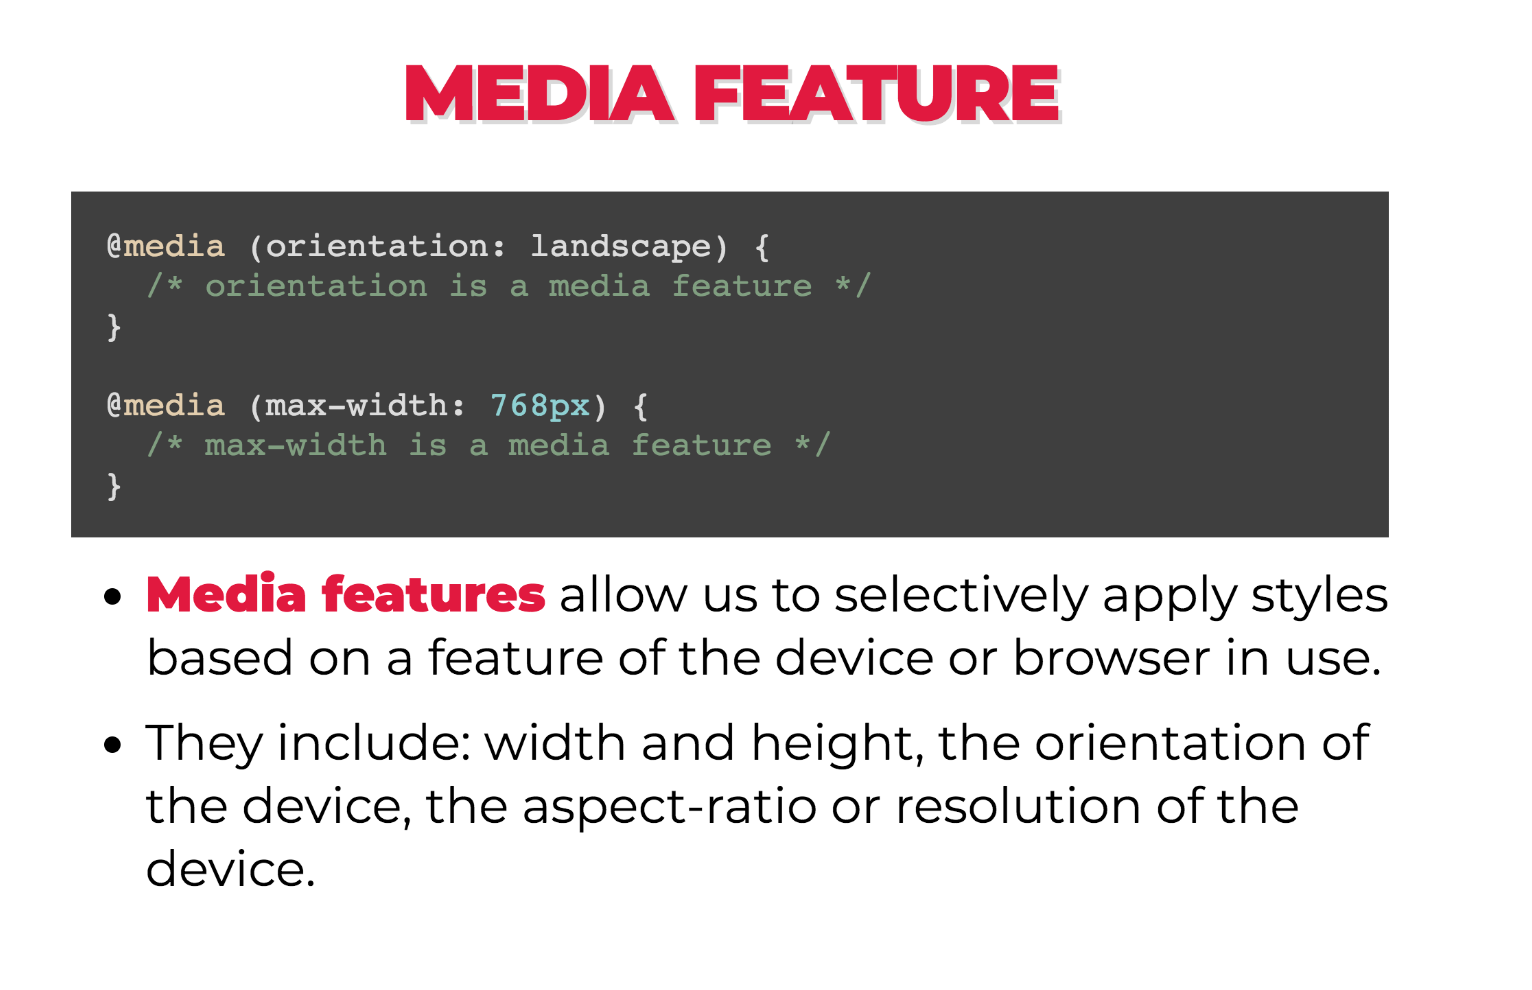 MEDIA FEATURE
@media (orientation: landscape) {
  /* orientation is a media feature */
}
@media (max-width: 768px) {
  /* max-width is a media feature */
}
• Media features allow us to selectively apply styles
based on a feature of the device or browser in use.
• They include: width and height, the orientation of
the device, the aspect-ratio or resolution of the
device.